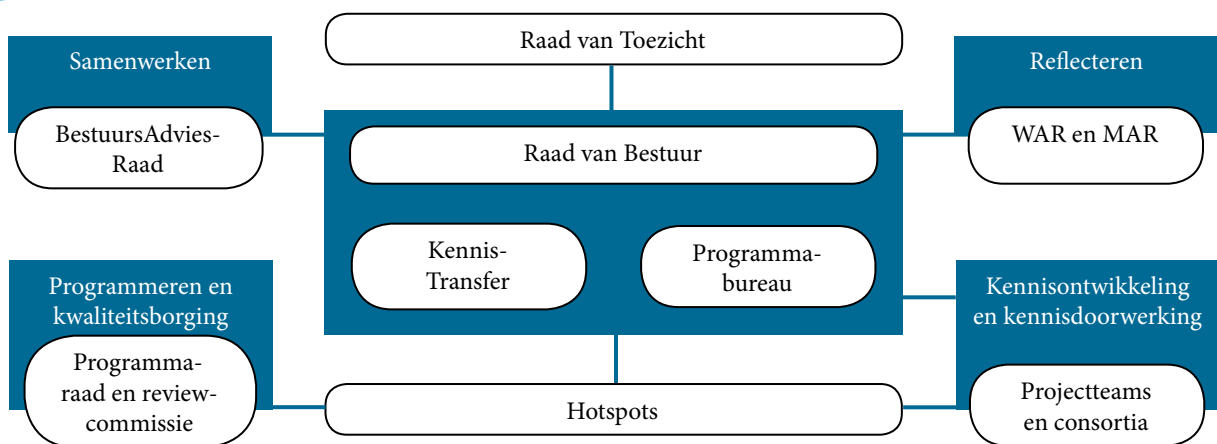 Raad van Toezicht
Samenwerken
BestuursAdvies-
Raad
Reflecteren
WAR en MAR
Raad van Bestuur
Kennis-
Transfer
Programma-
bureau
Programmeren en
kwaliteitsborging
Programma-
raad en review-
commissie
Hotspots
Kennisontwikkeling
en kennisdoorwerking
Projectteams
en consortia